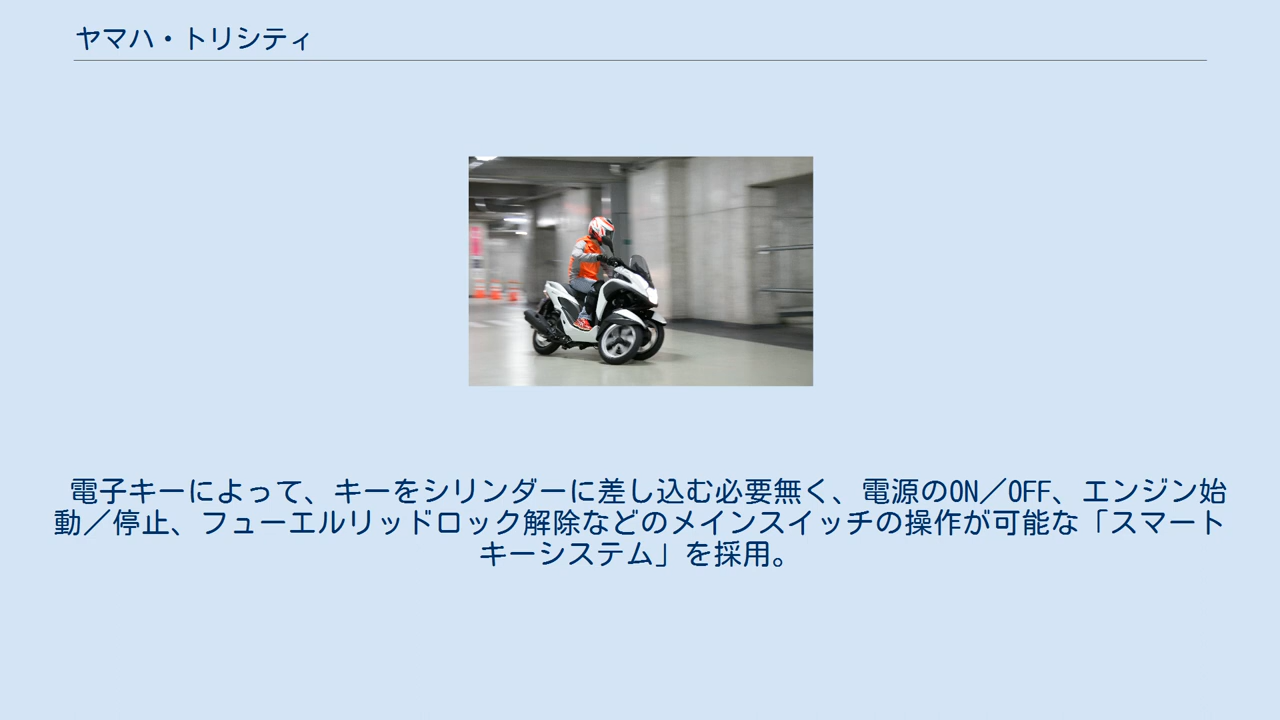 ヤマハ・トリシティ
電子キーによって、キーをシリンダーに差し込む必要無く、電源のON／OFF、エンジン始
動／停止、フューエルリッドロック解除などのメインスイッチの操作が可能な「スマート
キーシステム」を採用。